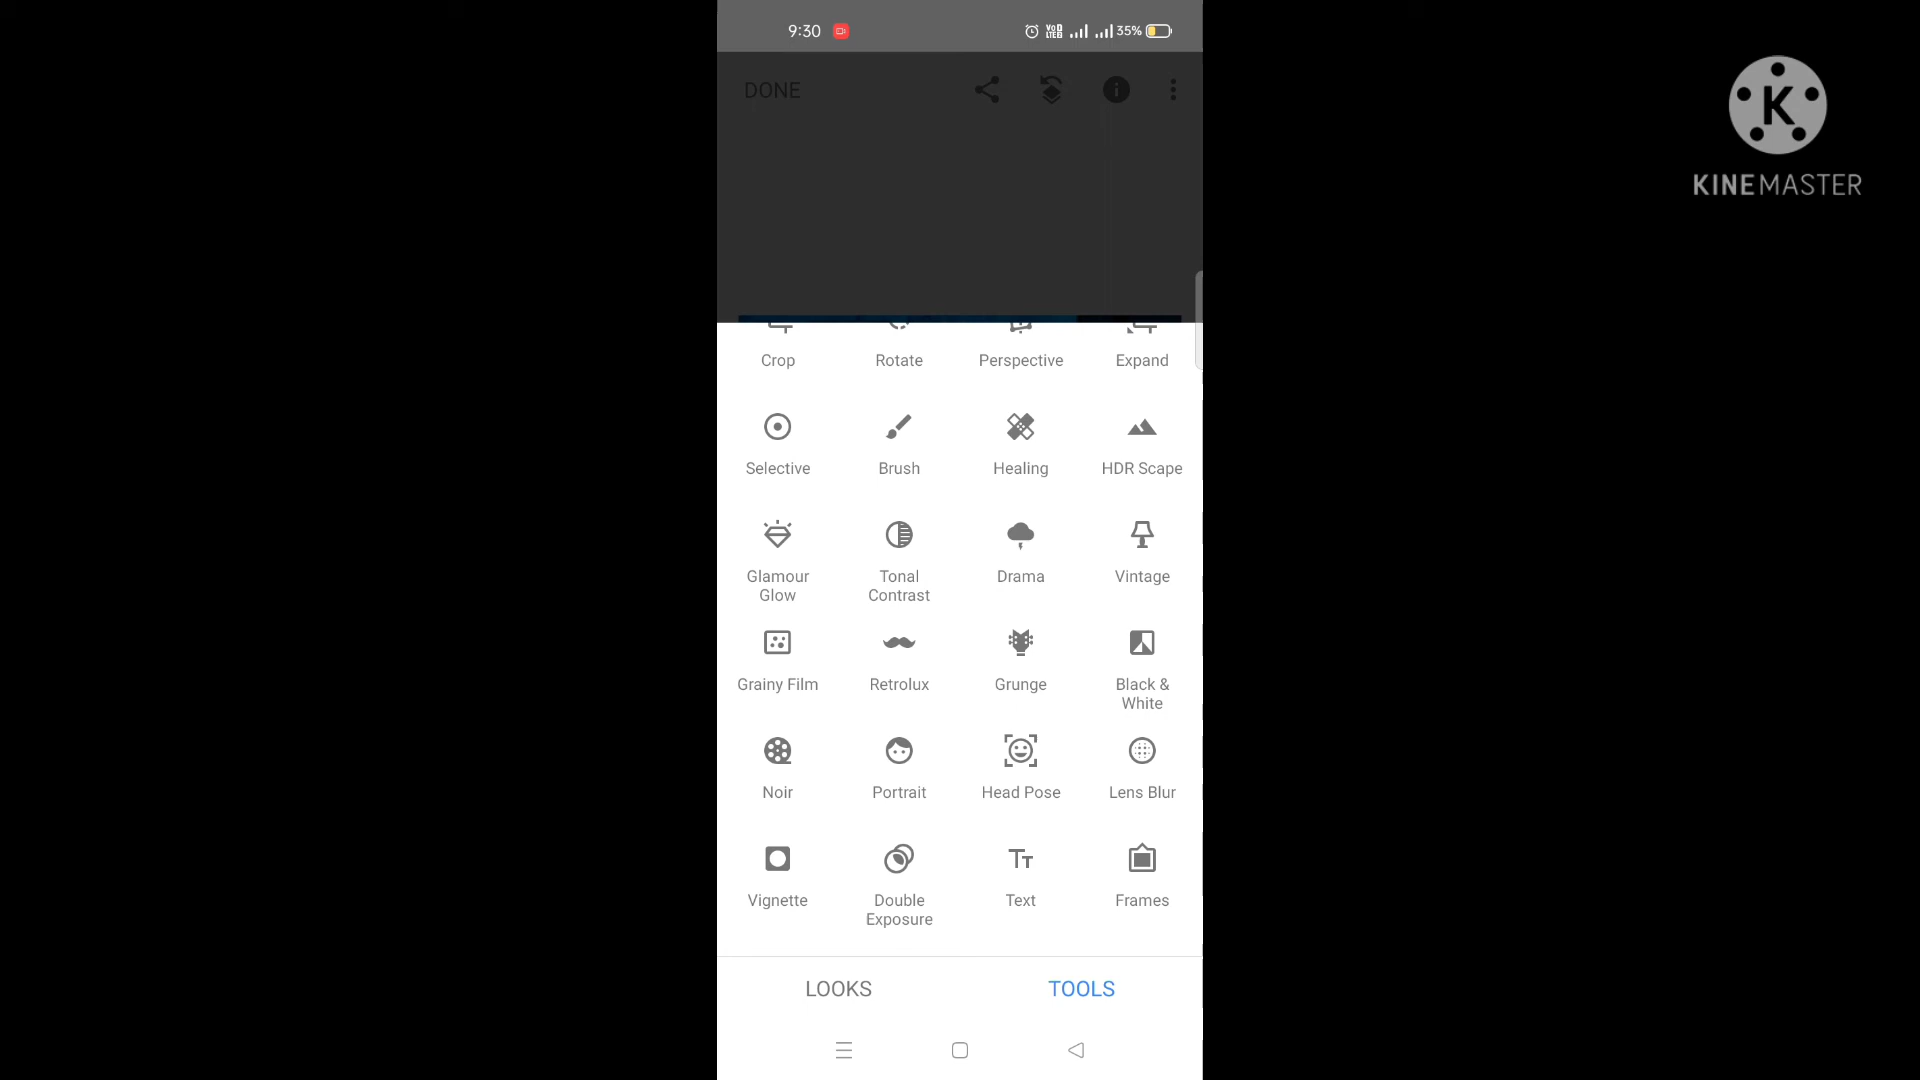 9:30 VoD LTED 35%
DONE
K
KINEMASTER
Crop Rotate Perspective Expand
Selective Brush Healing HDR Scape
Glamour Glow Tonal Contrast Drama Vintage
Grainy Film Retrolux Grunge Black & White
Noir Portrait Head Pose Lens Blur
Vignette Double Exposure Text Frames
LOOKS TOOLS